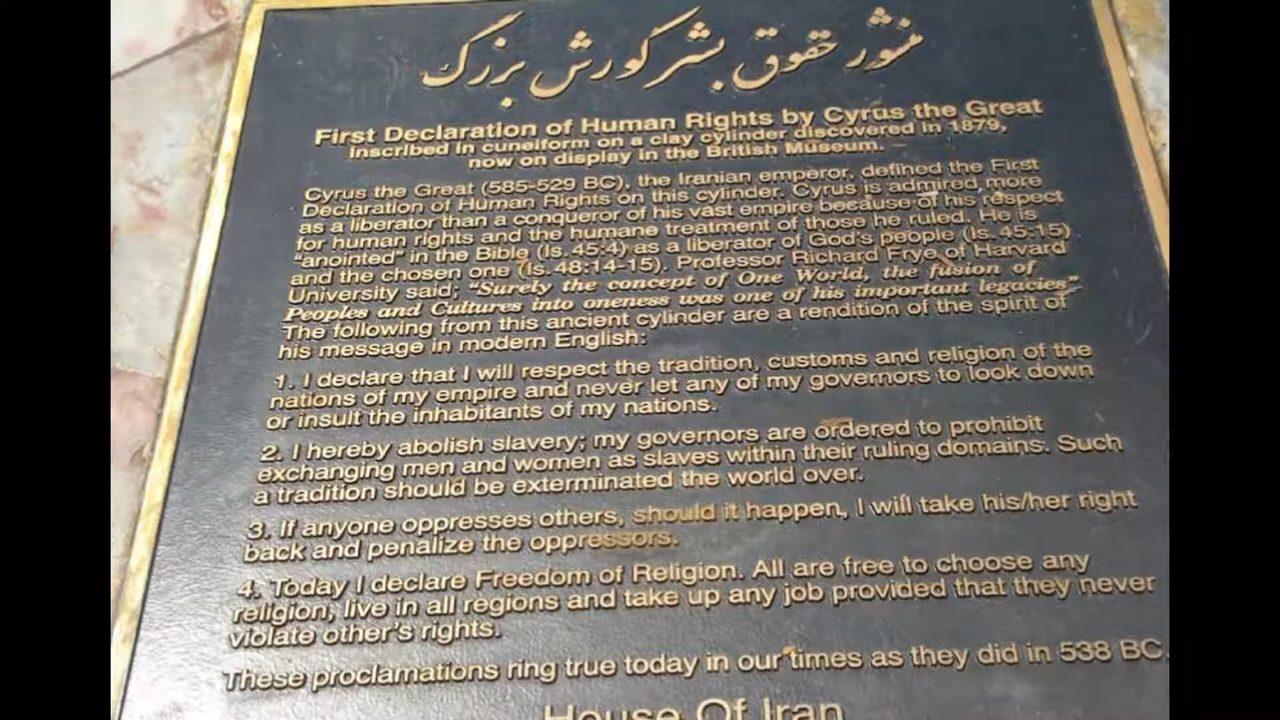 منشور حقوق بشر کورش بزرگ
First Declaration of Human Rights by Cyrus the Great
Inscribed in cuneiform on a clay cylinder discovered in 1879,
now on display in the British Museum.
Cyrus the Great (585-529 BC), the Iranian emperor, defined the First
Declaration of Human Rights on this cylinder. Cyrus is admired more
as a liberator than a conqueror of his vast empire because of his respect
for human rights and the humane treatment of those he ruled. He is
"anointed" in the Bible (Is. 45:4) as a liberator of God's people (Is. 45:15)
and the chosen one (Is. 48:14-15). Professor Richard Frye of Harvard
University said; "Surely the concept of One World, the fusion of
Peoples and Cultures into oneness was one of his important legacies".
The following from this ancient cylinder are a rendition of the spirit of
his message in modern English:
1. I declare that I will respect the tradition, customs and religion of the
nations of my empire and never let any of my governors to look down
or insult the inhabitants of my nations.
2. I hereby abolish slavery; my governors are ordered to prohibit
exchanging men and women as slaves within their ruling domains. Such
a tradition should be exterminated the world over.
3. If anyone oppresses others, should it happen, I will take his/her right
back and penalize the oppressors.
4. Today I declare Freedom of Religion. All are free to choose any
religion, live in all regions and take up any job provided that they never
violate other's rights.
These proclamations ring true today in our times as they did in 538 BC.
House Of Iran